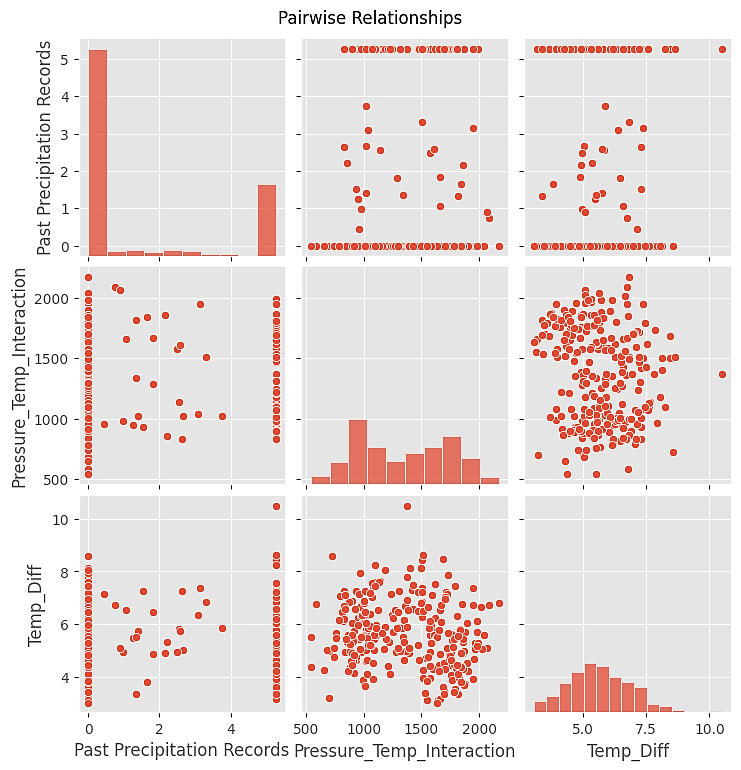 Pairwise Relationships
Past Precipitation Records
5
4
3
2
1
0
Pressure_Temp_Interaction
2000
1500
1000
500
Temp_Diff
10
8
6
4
0 2 4
500 1000 1500 2000
5.0 7.5 10.0
Past Precipitation Records
Pressure_Temp_Interaction
Temp_Diff